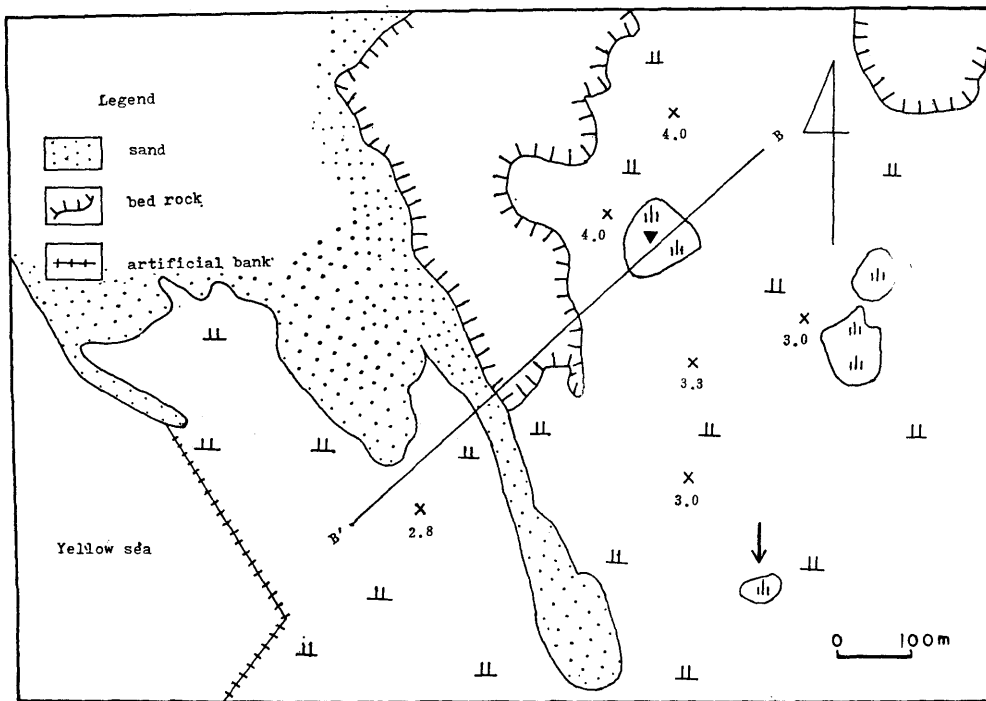 Legend
sand
bed rock
artificial bank
4.0
B
4.0
3.0
3.3
3.0
B'
2.8
Yellow sea
0 100m